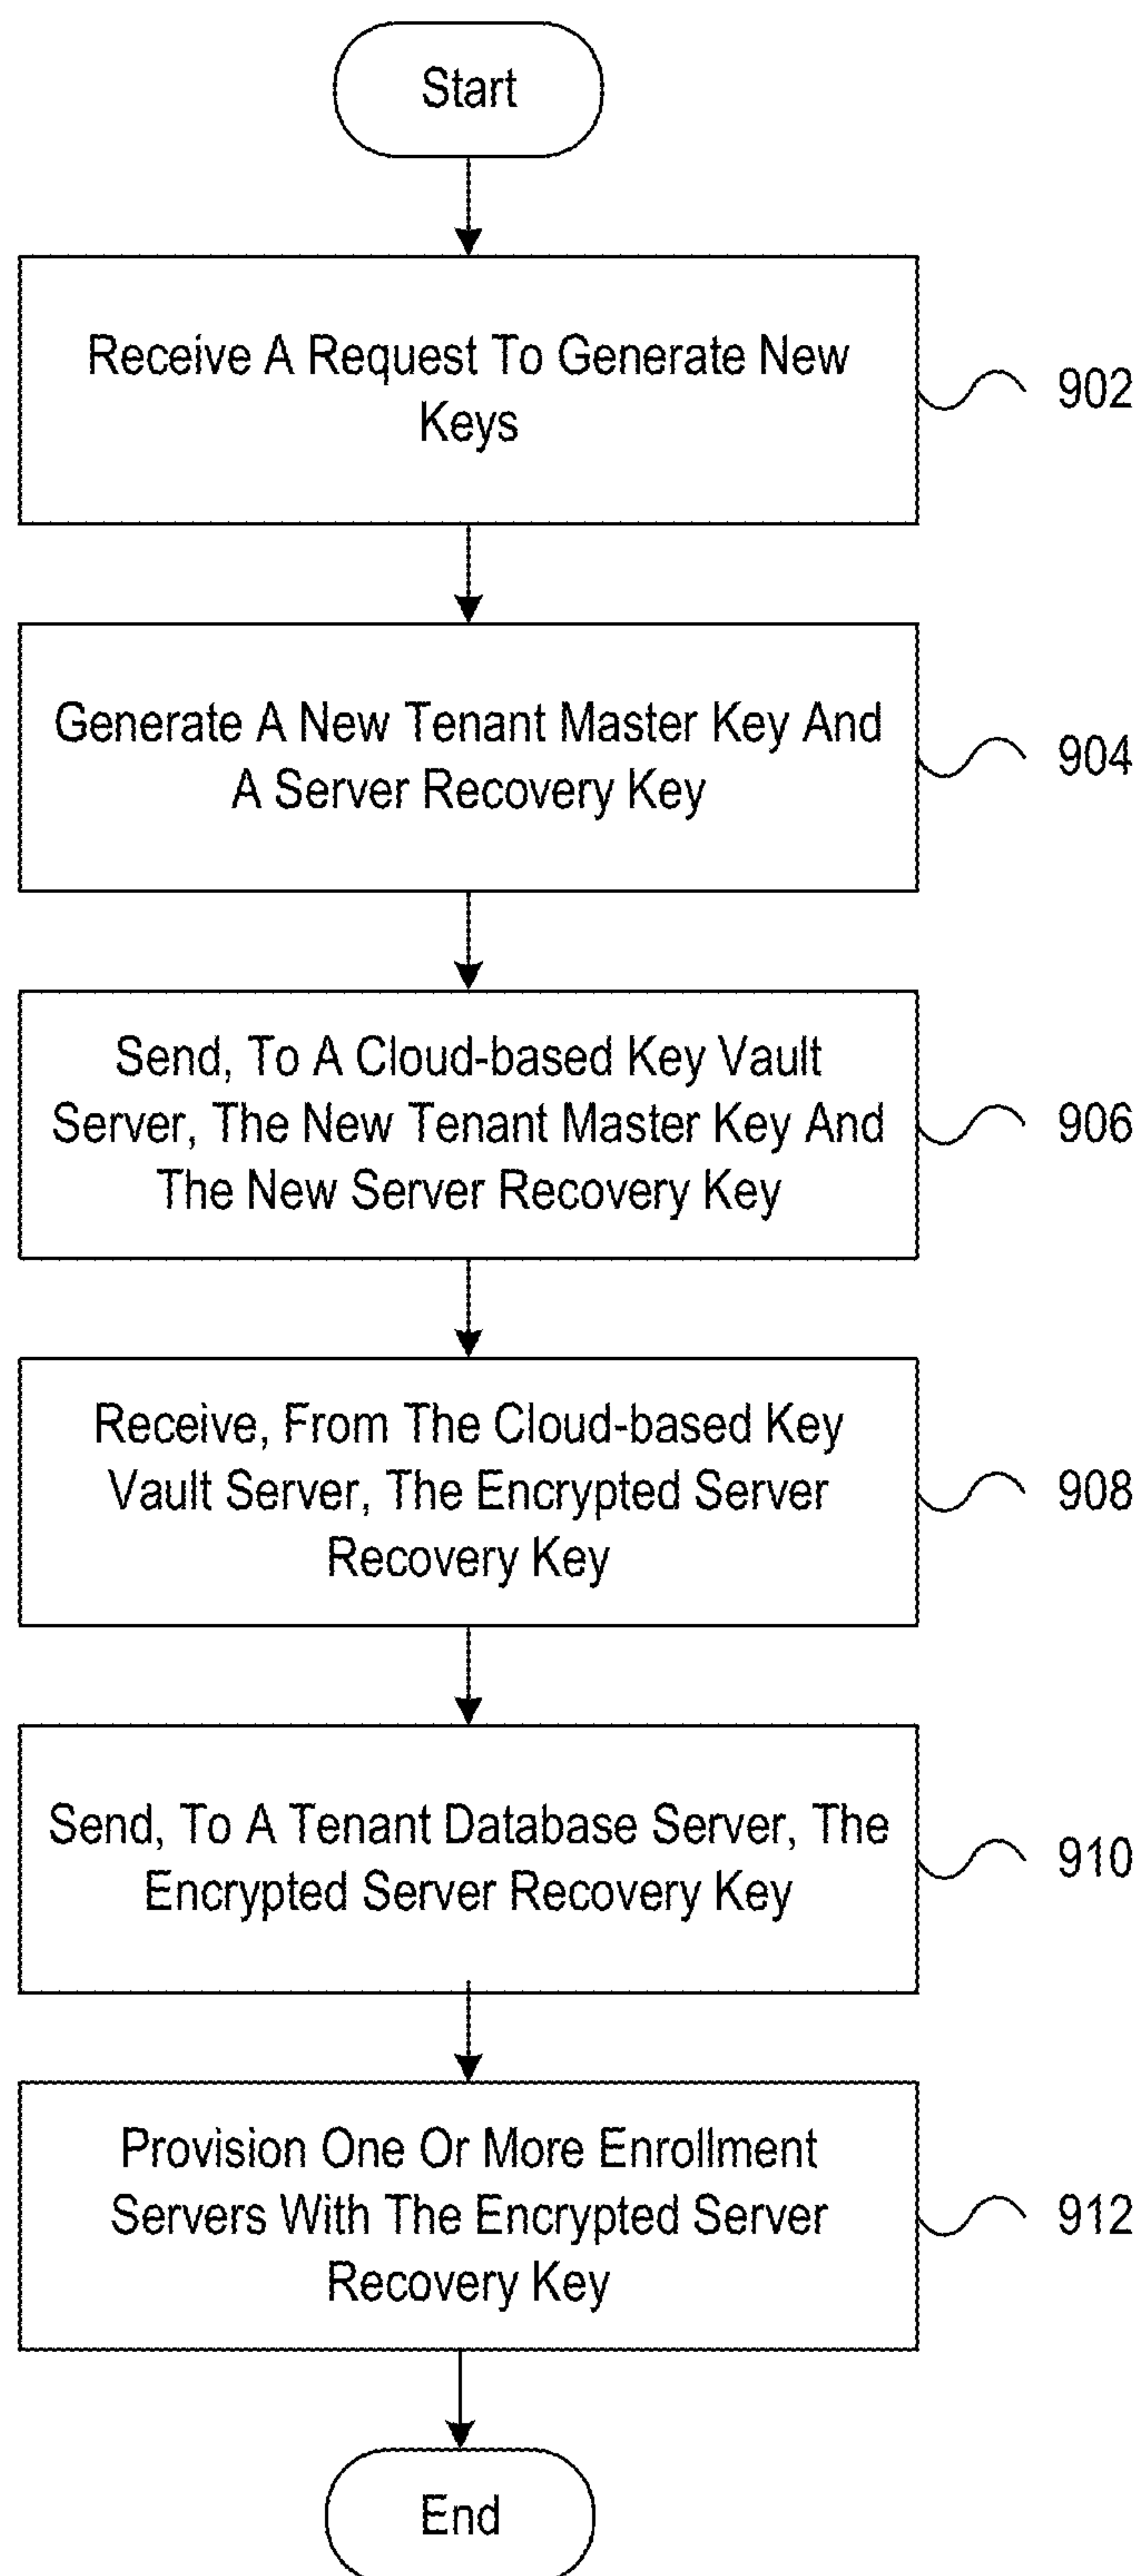 Start
Receive A Request To Generate New
Keys
902
Generate A New Tenant Master Key And
A Server Recovery Key
904
Send, To A Cloud-based Key Vault
Server, The New Tenant Master Key And
The New Server Recovery Key
906
Receive, From The Cloud-based Key
Vault Server, The Encrypted Server
Recovery Key
908
Send, To A Tenant Database Server, The
Encrypted Server Recovery Key
910
Provision One Or More Enrollment
Servers With The Encrypted Server
Recovery Key
912
End